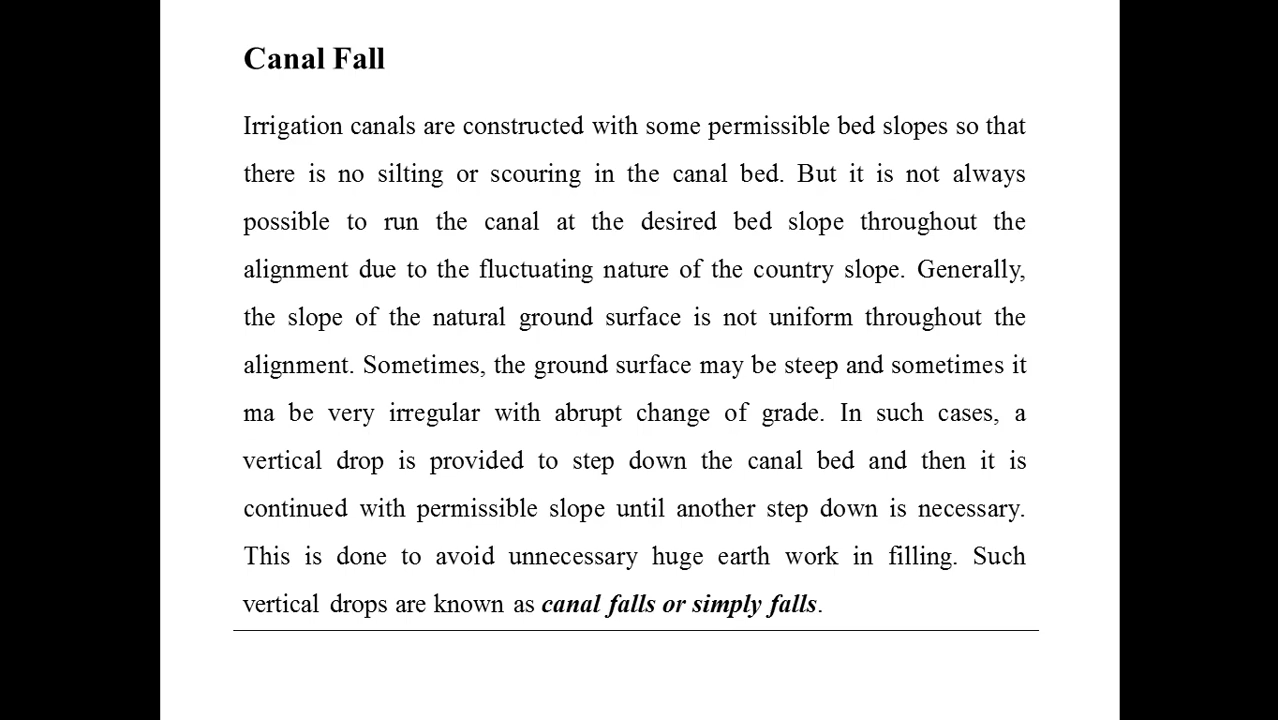 Canal Fall
Irrigation canals are constructed with some permissible bed slopes so that
there is no silting or scouring in the canal bed. But it is not always
possible to run the canal at the desired bed slope throughout the
alignment due to the fluctuating nature of the country slope. Generally,
the slope of the natural ground surface is not uniform throughout the
alignment. Sometimes, the ground surface may be steep and sometimes it
ma be very irregular with abrupt change of grade. In such cases, a
vertical drop is provided to step down the canal bed and then it is
continued with permissible slope until another step down is necessary.
This is done to avoid unnecessary huge earth work in filling. Such
vertical drops are known as canal falls or simply falls.